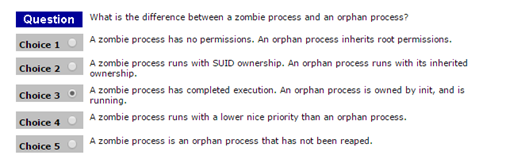 Question What is the difference between a zombie process and an orphan process?
Choice 1 A zombie process has no permissions. An orphan process inherits root permissions.
Choice 2 A zombie process runs with SUID ownership. An orphan process runs with its inherited
ownership.
Choice 3 A zombie process has completed execution. An orphan process is owned by init, and is
running.
Choice 4 A zombie process runs with a lower nice priority than an orphan process.
Choice 5 A zombie process is an orphan process that has not been reaped.